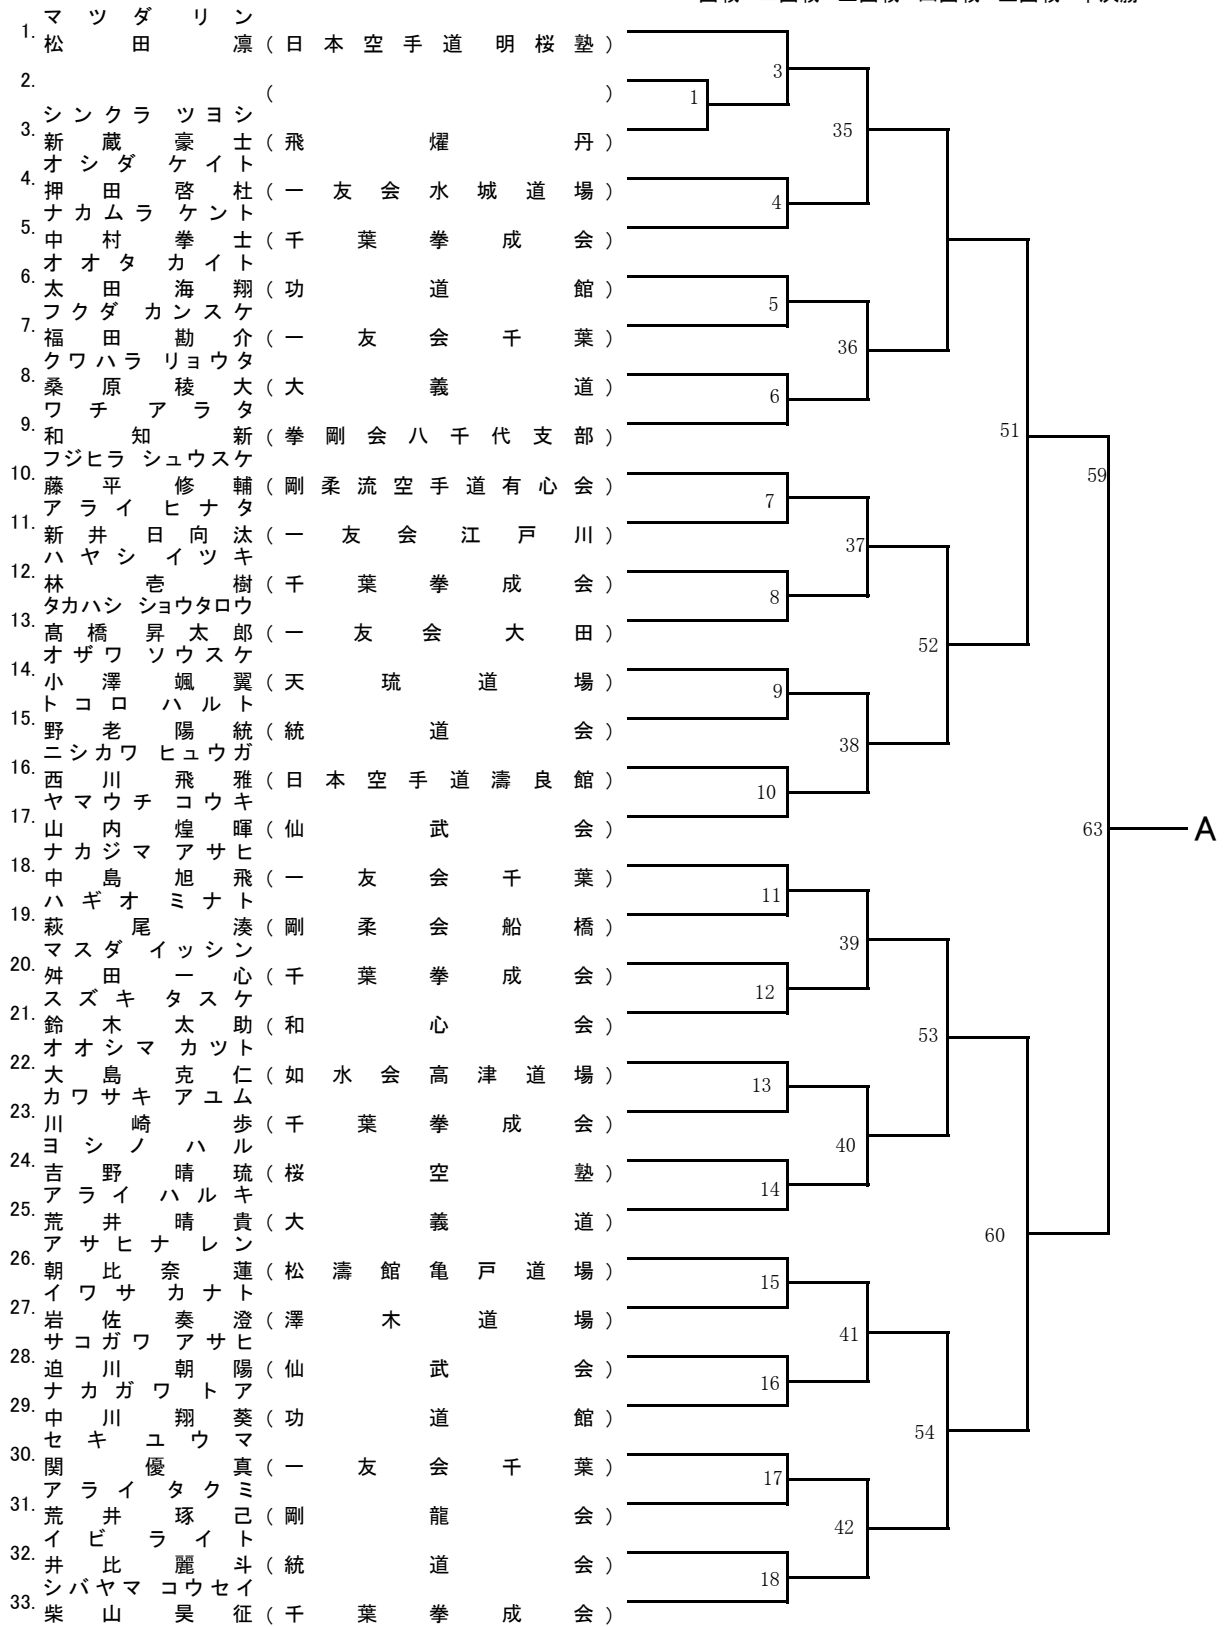 マツダ リン
1. 松田 凛 (日本空手道 明桜塾)
2. ( )
シンクラ ツヨシ
3. 新蔵 豪士 (飛燿丹)
オシダ ケイト
4. 押田 啓杜 (一友会水城道場)
ナカムラ ケント
5. 中村 拳士 (千葉拳成会)
オオタ カイト
6. 太田 海翔 (功道館)
フクダ カンスケ
7. 福田 勘介 (一友会千葉)
クワハラ リョウタ
8. 桑原 稜大 (大義道)
ワチ アラタ
9. 和知 新 (拳剛会八千代支部)
フジヒラ シュウスケ
10. 藤平 修輔 (剛柔流空手道有心会)
アライ ヒナタ
11. 新井 日向汰 (一友会江戸川)
ハヤシ イツキ
12. 林 壱樹 (千葉拳成会)
タカハシ ショウタロウ
13. 髙橋 昇太郎 (一友会大田)
オザワ ソウスケ
14. 小澤 颯翼 (天琉道場)
トコロ ハルト
15. 野老 陽統 (統道会)
ニシカワ ヒュウガ
16. 西川 飛雅 (日本空手道濤良館)
ヤマウチ コウキ
17. 山内 煌暉 (仙武会)
ナカジマ アサヒ
18. 中島 旭飛 (一友会千葉)
ハギオ ミナト
19. 萩尾 湊 (剛柔会船橋)
マスダ イッシン
20. 舛田 一心 (千葉拳成会)
スズキ タスケ
21. 鈴木 太助 (和心会)
オオシマ カツト
22. 大島 克仁 (如水会高津道場)
カワサキ アユム
23. 川崎 歩 (千葉拳成会)
ヨシノ ハル
24. 吉野 晴琉 (桜空塾)
アライ ハルキ
25. 荒井 晴貴 (大義道)
アサヒナ レン
26. 朝比奈 蓮 (松濤館亀戸道場)
イワサ カナト
27. 岩佐 奏澄 (澤木道場)
サコガワ アサヒ
28. 迫川 朝陽 (仙武会)
ナカガワ トア
29. 中川 翔葵 (功道館)
セキ ユウマ
30. 関 優真 (一友会千葉)
アライ タクミ
31. 荒井 琢己 (剛龍会)
イビ ライト
32. 井比 麗斗 (統道会)
シバヤマ コウセイ
33. 柴山 昊征 (千葉拳成会)
1
3
4
5
6
7
8
9
10
11
12
13
14
15
16
17
18
35
36
37
38
39
40
41
42
51
52
53
54
59
60
63
A